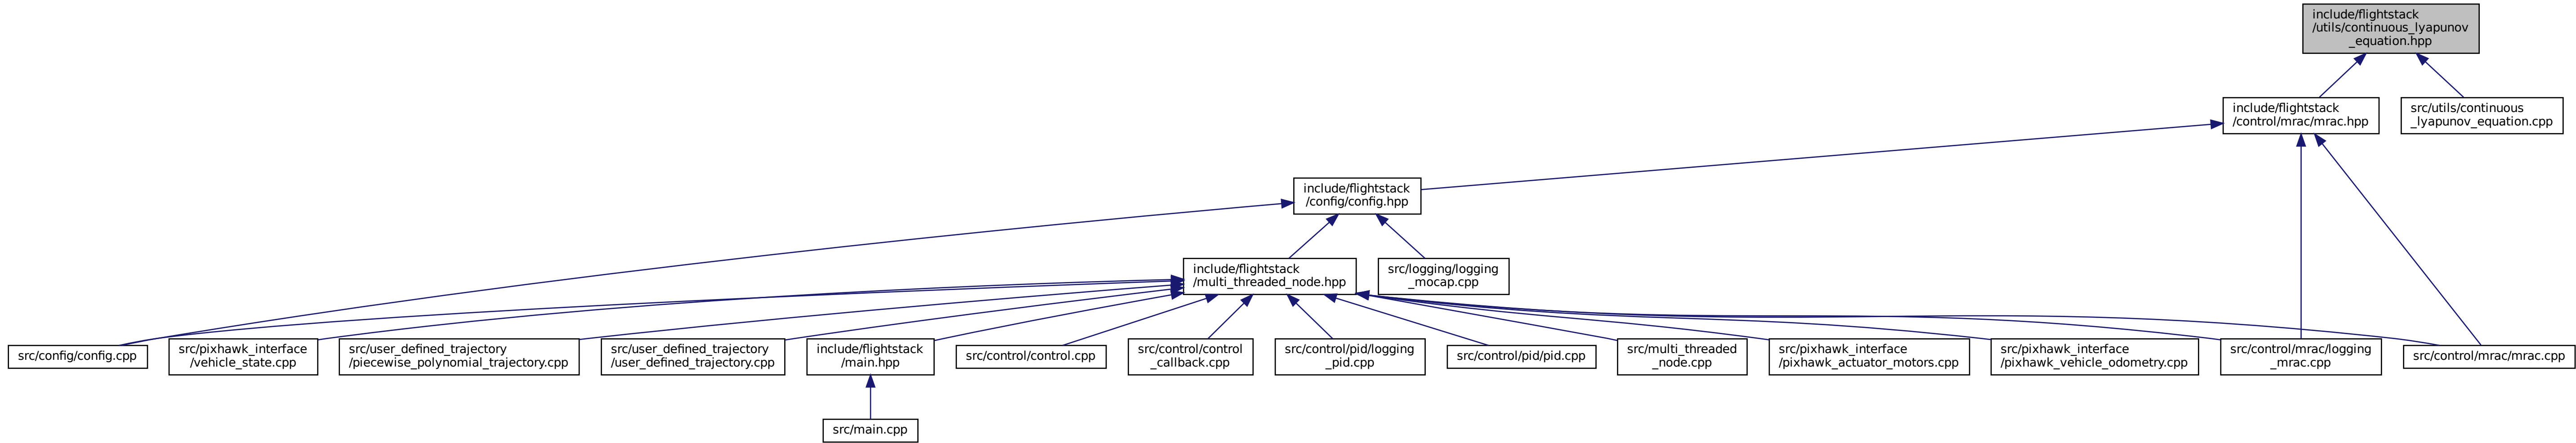 include/flightstack
/utils/continuous_lyapunov
_equation.hpp
include/flightstack
/control/mrac/mrac.hpp
src/utils/continuous
_lyapunov_equation.cpp
include/flightstack
/config/config.hpp
include/flightstack
/multi_threaded_node.hpp
src/logging/logging
_mocap.cpp
src/config/config.cpp
src/pixhawk_interface
/vehicle_state.cpp
src/user_defined_trajectory
/piecewise_polynomial_trajectory.cpp
src/user_defined_trajectory
/user_defined_trajectory.cpp
include/flightstack
/main.hpp
src/control/control.cpp
src/control/control
_callback.cpp
src/control/pid/logging
_pid.cpp
src/control/pid/pid.cpp
src/multi_threaded
_node.cpp
src/pixhawk_interface
/pixhawk_actuator_motors.cpp
src/pixhawk_interface
/pixhawk_vehicle_odometry.cpp
src/control/mrac/logging
_mrac.cpp
src/control/mrac/mrac.cpp
src/main.cpp